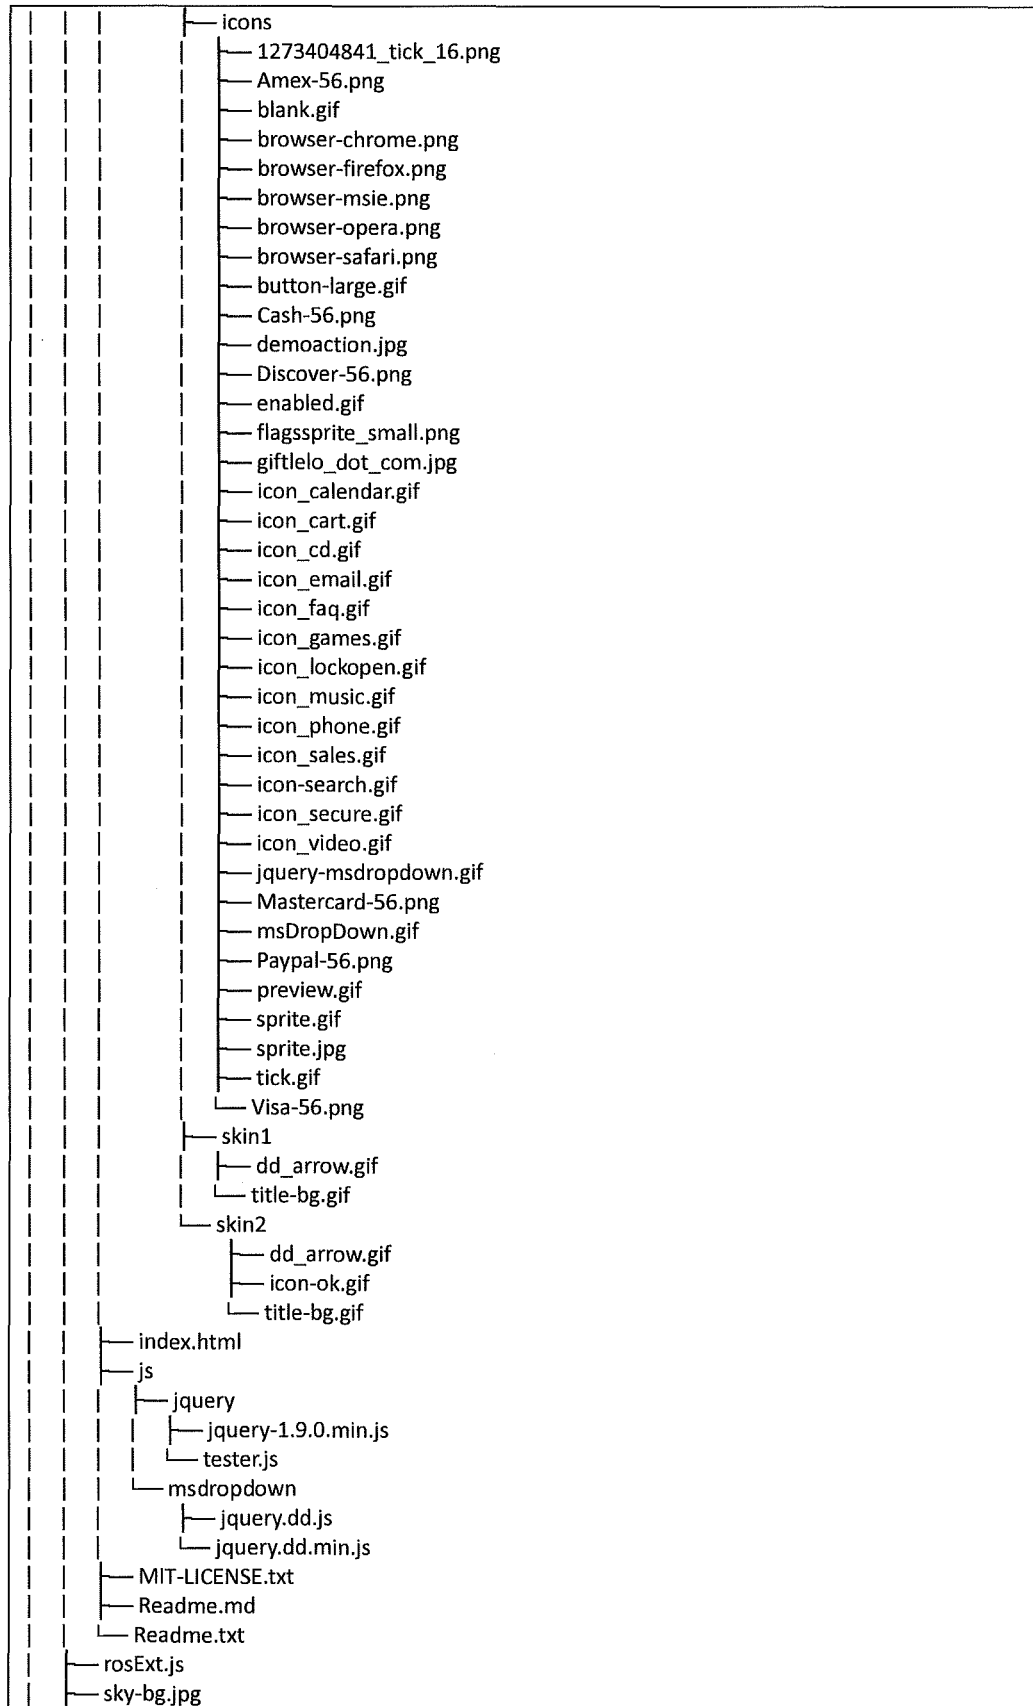 icons
1273404841_tick_16.png
Amex-56.png
blank.gif
browser-chrome.png
browser-firefox.png
browser-msie.png
browser-opera.png
browser-safari.png
button-large.gif
Cash-56.png
demoaction.jpg
Discover-56.png
enabled.gif
flagssprite_small.png
giftlelo_dot_com.jpg
icon_calendar.gif
icon_cart.gif
icon_cd.gif
icon_email.gif
icon_faq.gif
icon_games.gif
icon_lockopen.gif
icon_music.gif
icon_phone.gif
icon_sales.gif
icon-search.gif
icon_secure.gif
icon_video.gif
jquery-msdropdown.gif
Mastercard-56.png
msDropDown.gif
Paypal-56.png
preview.gif
sprite.gif
sprite.jpg
tick.gif
Visa-56.png
skin1
dd_arrow.gif
title-bg.gif
skin2
dd_arrow.gif
icon-ok.gif
title-bg.gif
index.html
js
jquery
jquery-1.9.0.min.js
tester.js
msdropdown
jquery.dd.js
jquery.dd.min.js
MIT-LICENSE.txt
Readme.md
Readme.txt
rosExt.js
sky-bg.jpg